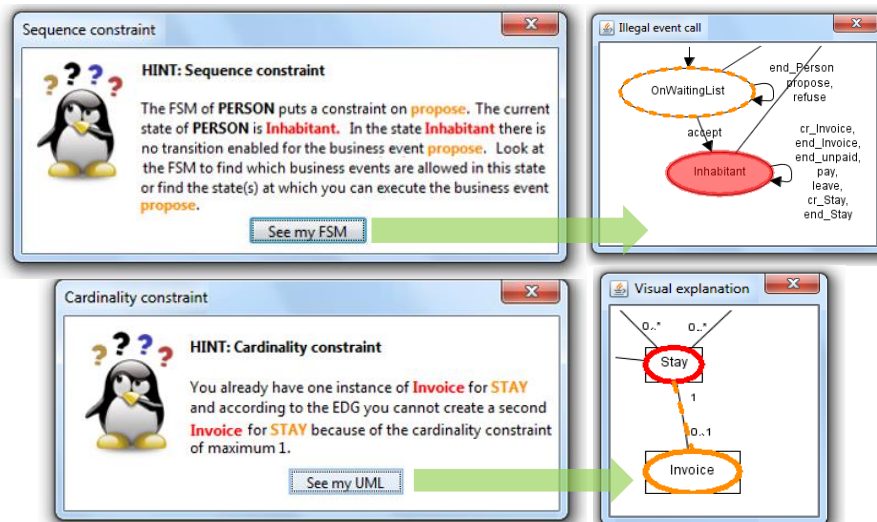 Sequence constraint
? ? ? ?
HINT: Sequence constraint
The FSM of PERSON puts a constraint on propose. The current
state of PERSON is Inhabitant. In the state Inhabitant there is
no transition enabled for the business event propose. Look at
the FSM to find which business events are allowed in this state
or find the state(s) at which you can execute the business event
propose.
See my FSM
Illegal event call
OnWaitingList
end_Person
propose,
refuse
accept
Inhabitant
cr_Invoice,
end_Invoice,
end_unpaid,
pay,
leave,
cr_Stay,
end_Stay
Cardinality constraint
? ? ? ?
HINT: Cardinality constraint
You already have one instance of Invoice for STAY
and according to the EDG you cannot create a second
Invoice for STAY because of the cardinality constraint
of maximum 1.
See my UML
Visual explanation
0..* 0..*
Stay
1
0..1
Invoice